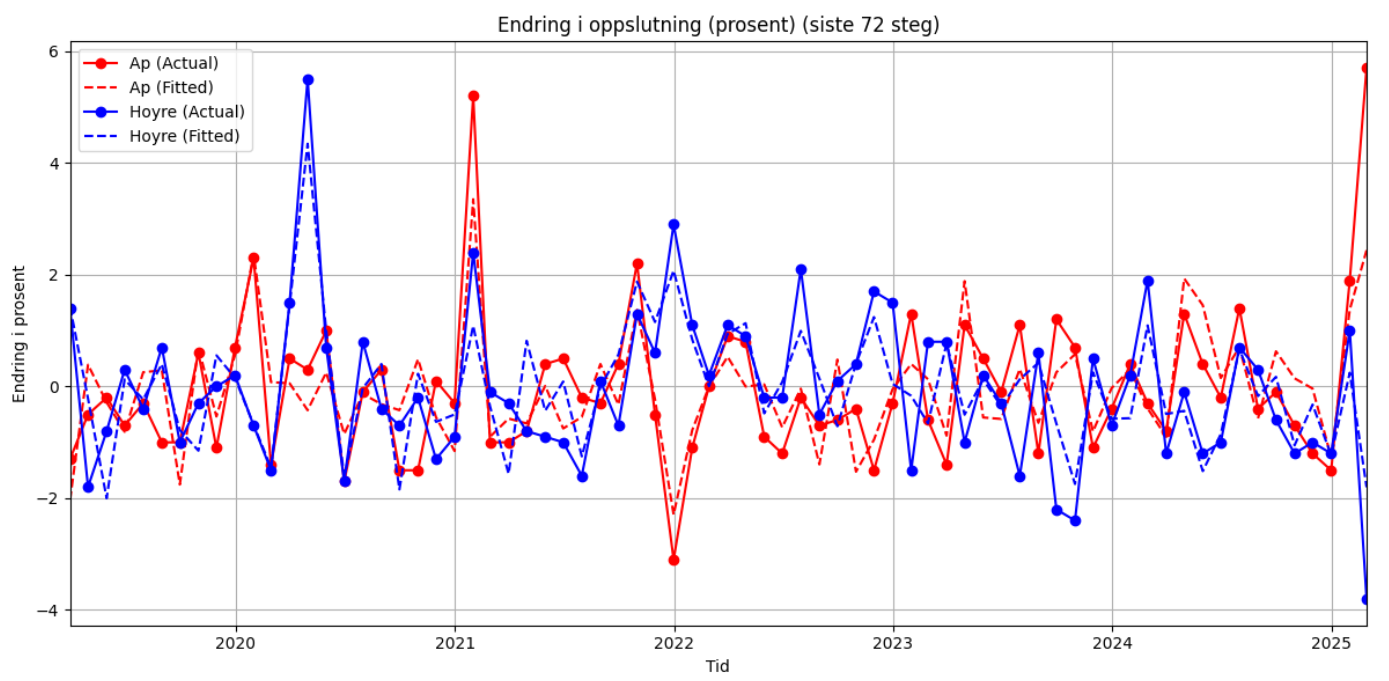 Endring i oppslutning (prosent) (siste 72 steg)
Ap (Actual)
Ap (Fitted)
Hoyre (Actual)
Hoyre (Fitted)
Endring i prosent
6
4
2
0
−2
−4
2020
2021
2022
2023
2024
2025
Tid